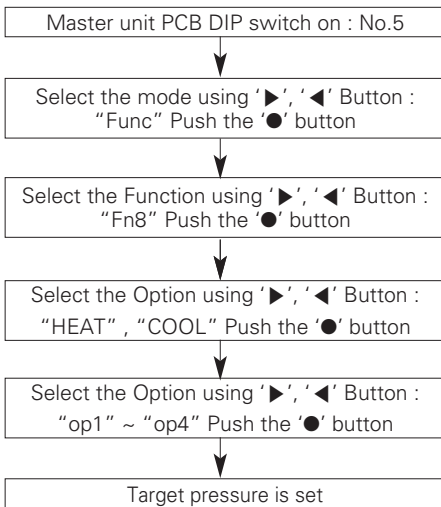 Master unit PCB DIP switch on : No.5
Select the mode using ‘▶’, ‘◀’ Button :
“Func” Push the ‘●’ button
Select the Function using ‘▶’, ‘◀’ Button :
“Fn8” Push the ‘●’ button
Select the Option using ‘▶’, ‘◀’ Button :
“HEAT” , “COOL” Push the ‘●’ button
Select the Option using ‘▶’, ‘◀’ Button :
“op1” ~ “op4” Push the ‘●’ button
Target pressure is set